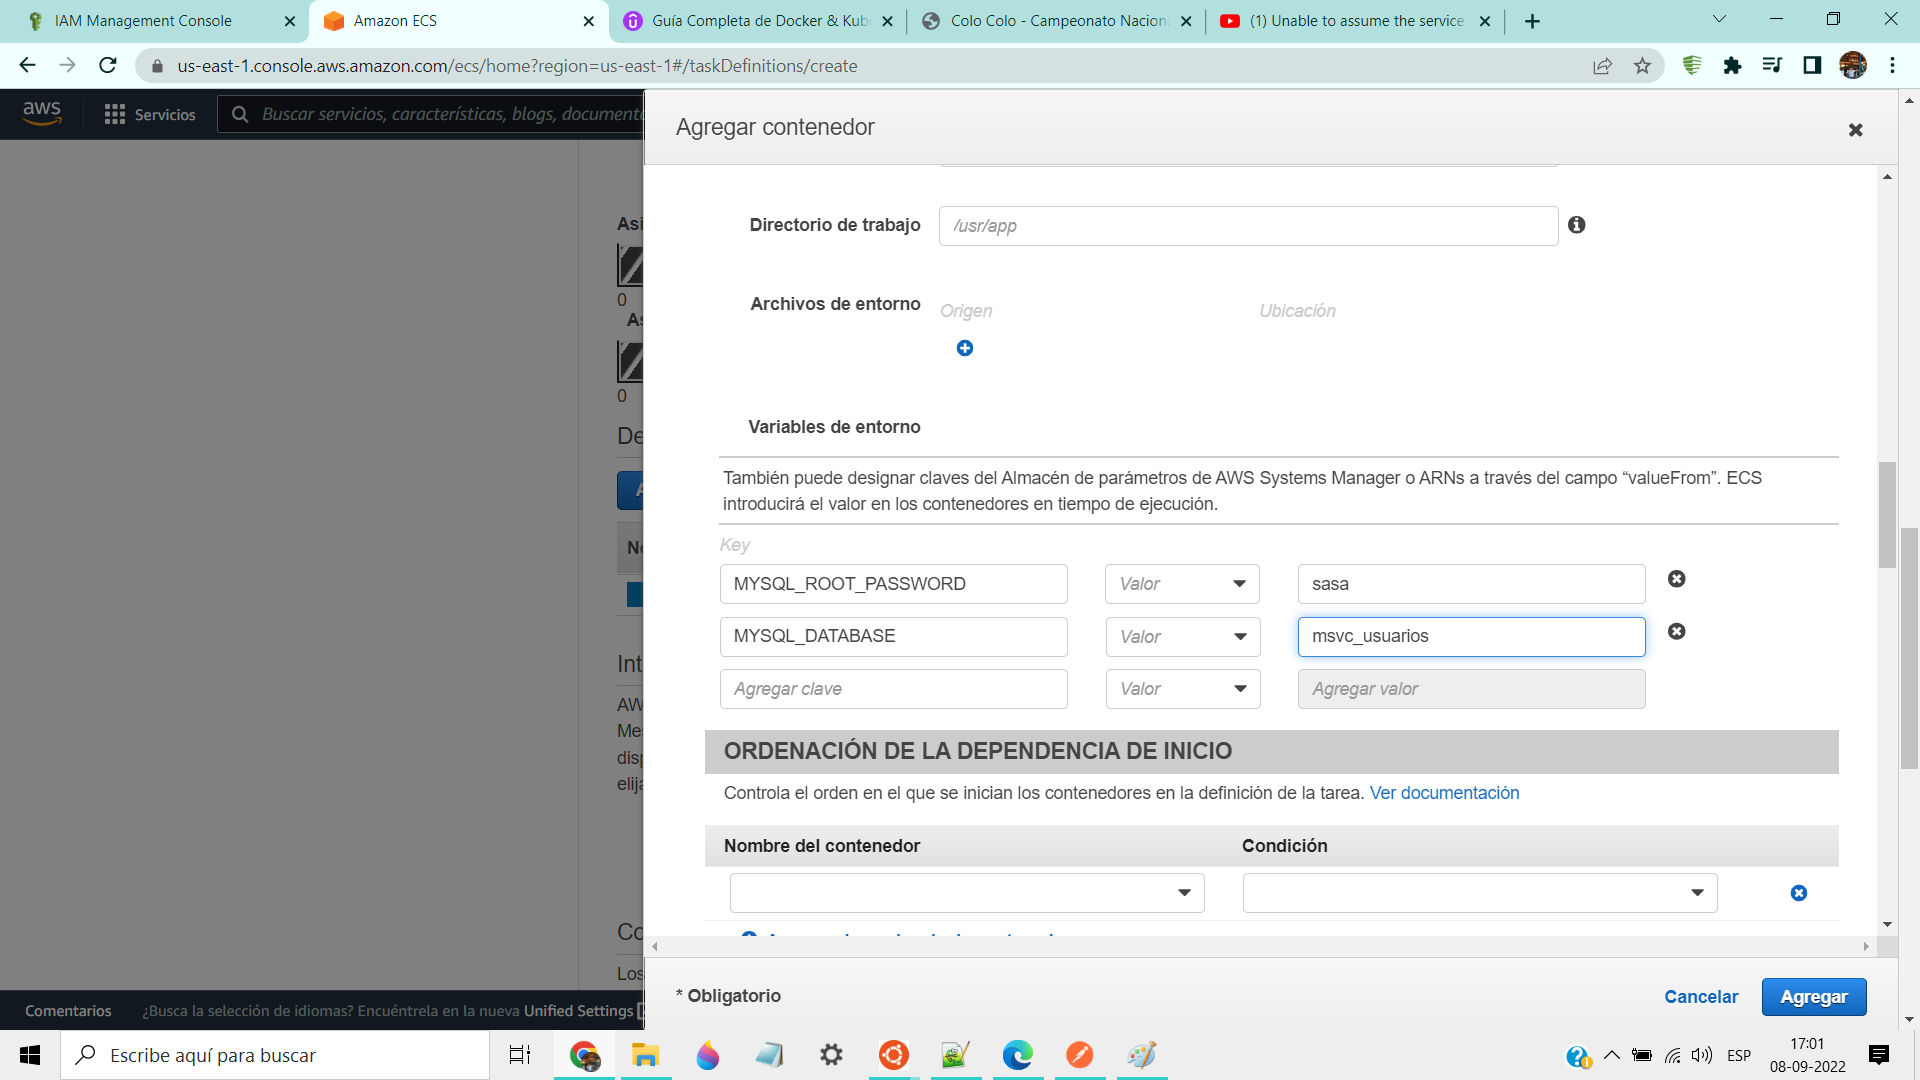 IAM Management Console
Amazon ECS
Guía Completa de Docker & Kub
Colo Colo - Campeonato Nacion
(1) Unable to assume the service
us-east-1.console.aws.amazon.com/ecs/home?region=us-east-1#/taskDefinitions/create
aws
Servicios
Buscar servicios, características, blogs, documento
Agregar contenedor
Asi
0
As
0
De
A
No
Int
AW
Me
disp
elija
Co
Los
Directorio de trabajo
/usr/app
Archivos de entorno
Origen
Ubicación
Variables de entorno
También puede designar claves del Almacén de parámetros de AWS Systems Manager o ARNs a través del campo “valueFrom”. ECS
introducirá el valor en los contenedores en tiempo de ejecución.
Key
MYSQL_ROOT_PASSWORD
Valor
sasa
MYSQL_DATABASE
Valor
msvc_usuarios
Agregar clave
Valor
Agregar valor
ORDENACIÓN DE LA DEPENDENCIA DE INICIO
Controla el orden en el que se inician los contenedores en la definición de la tarea. Ver documentación
Nombre del contenedor
Condición
* Obligatorio
Cancelar
Agregar
Comentarios
¿Busca la selección de idiomas? Encuéntrela en la nueva Unified Settings
Escribe aquí para buscar
ESP
17:01
08-09-2022